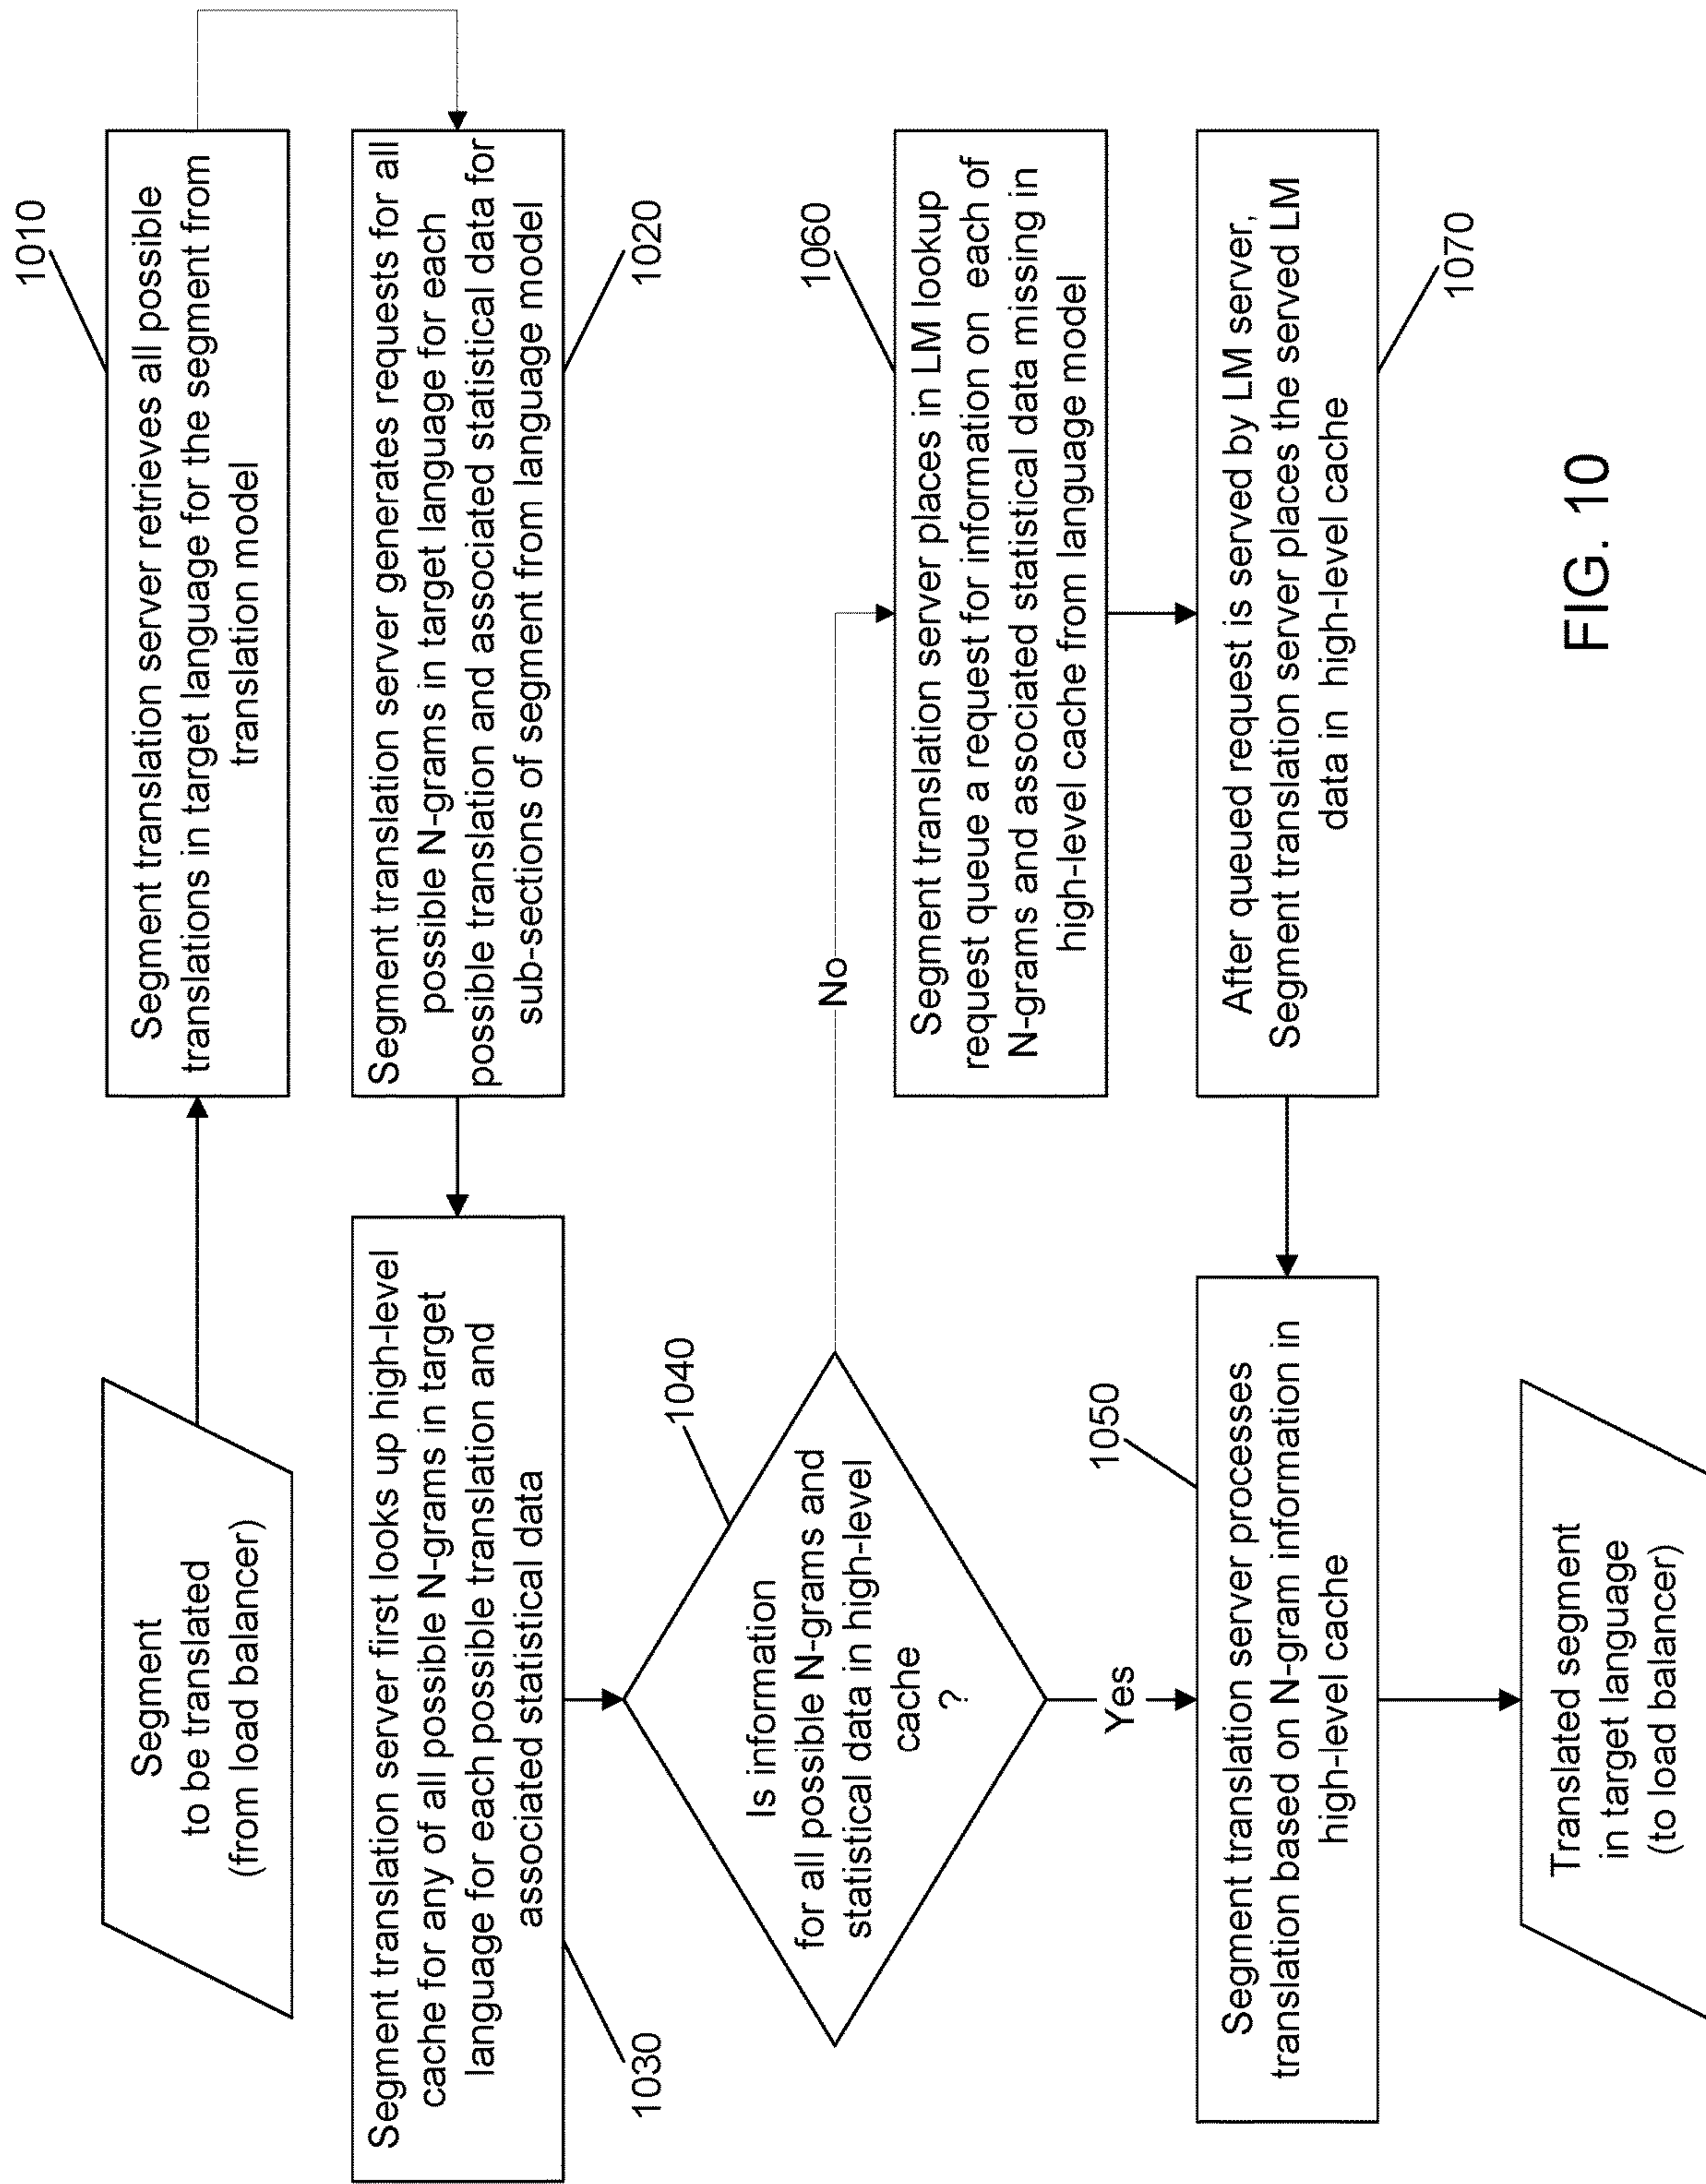 Segment
to be translated
(from load balancer)
1010
Segment translation server retrieves all possible
translations in target language for the segment from
translation model
Segment translation server generates requests for all
possible N-grams in target language for each
possible translation and associated statistical data for
sub-sections of segment from language model
1020
Segment translation server first looks up high-level
cache for any of all possible N-grams in target
language for each possible translation and
associated statistical data
1030
1040
Is information
for all possible N-grams and
statistical data in high-level
cache
?
No
Yes
1060
Segment translation server places in LM lookup
request queue a request for information on each of
N-grams and associated statistical data missing in
high-level cache from language model
1050
Segment translation server processes
translation based on N-gram information in
high-level cache
After queued request is served by LM server,
Segment translation server places the served LM
data in high-level cache
1070
Translated segment
in target language
(to load balancer)
FIG. 10